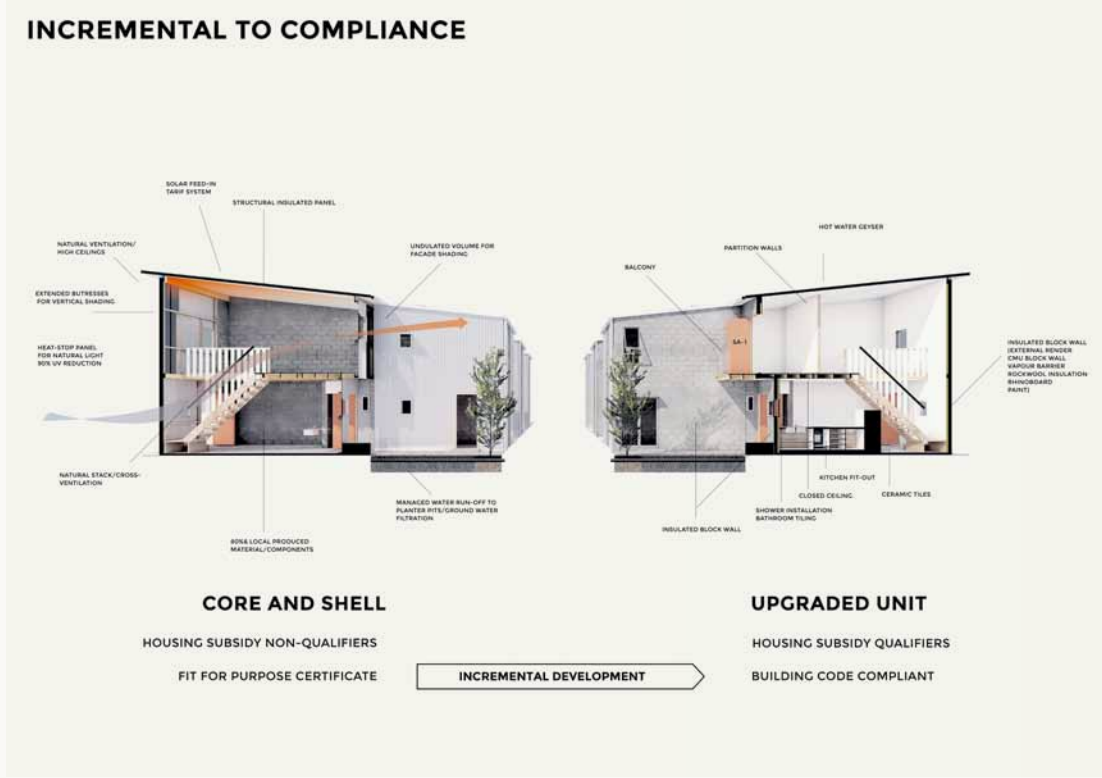 INCREMENTAL TO COMPLIANCE
SOLAR FEED-IN
TARIF SYSTEM
STRUCTURAL INSULATED PANEL
NATURAL VENTILATION/
HIGH CEILINGS
UNDULATED VOLUME FOR
FACADE SHADING
EXTENDED BUTRESSES
FOR VERTICAL SHADING
HEAT-STOP PANEL
FOR NATURAL LIGHT
90% UV REDUCTION
NATURAL STACK/CROSS-
VENTILATION
MANAGED WATER RUN-OFF TO
PLANTER PITS/GROUND WATER
FILTRATION
LOCAL PRODUCED
MATERIAL/COMPONENTS
HOT WATER GEYSER
PARTITION WALLS
BALCONY
SA-1
INSULATED BLOCK WALL
(EXTERNAL RENDER
CMU BLOCK WALL
VAPOUR BARRIER
ROCKWOOL INSULATION
RHINOBOARD
PAINT)
KITCHEN FIT-OUT
CLOSED CEILING
CERAMIC TILES
SHOWER INSTALLATION
BATHROOM TILING
INSULATED BLOCK WALL
CORE AND SHELL
HOUSING SUBSIDY NON-QUALIFIERS
FIT FOR PURPOSE CERTIFICATE
INCREMENTAL DEVELOPMENT
UPGRADED UNIT
HOUSING SUBSIDY QUALIFIERS
BUILDING CODE COMPLIANT